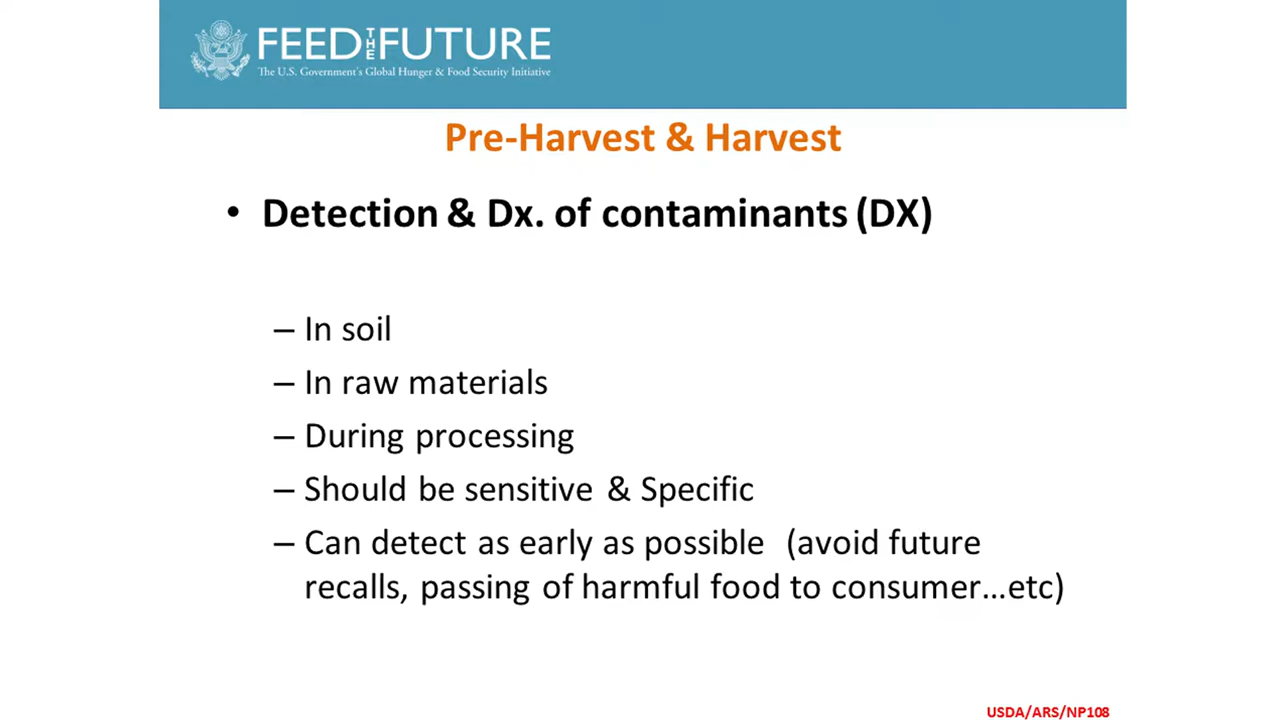 FEED THE FUTURE
The U.S. Government's Global Hunger & Food Security Initiative
Pre-Harvest & Harvest
• Detection & Dx. of contaminants (DX)
– In soil
– In raw materials
– During processing
– Should be sensitive & Specific
– Can detect as early as possible (avoid future
recalls, passing of harmful food to consumer…etc)
USDA/ARS/NP108